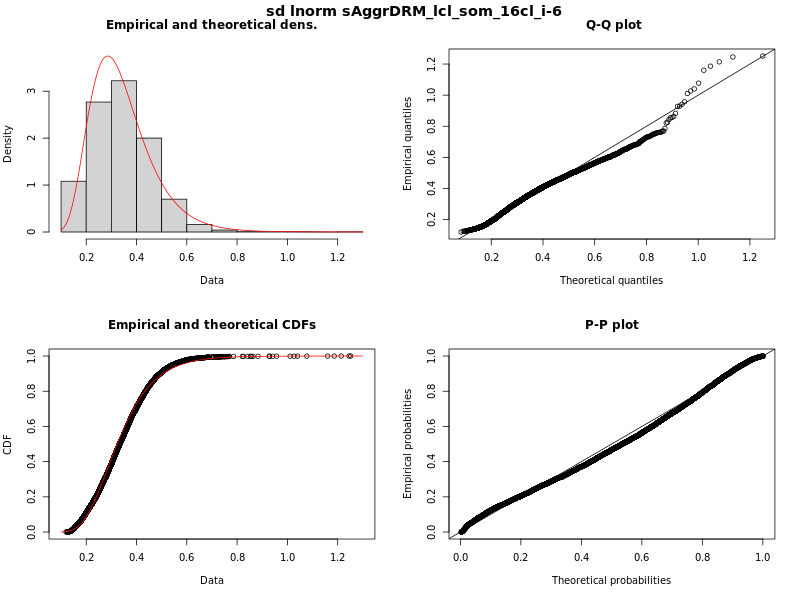 sd lnorm sAggrDRM_lcl_som_16cl_i-6
Empirical and theoretical dens.
Density
0 1 2 3
0.2 0.4 0.6 0.8 1.0 1.2
Data
Q-Q plot
Empirical quantiles
0.2 0.4 0.6 0.8 1.0 1.2
0.2 0.4 0.6 0.8 1.0 1.2
Theoretical quantiles
Empirical and theoretical CDFs
CDF
0.0 0.2 0.4 0.6 0.8 1.0
0.2 0.4 0.6 0.8 1.0 1.2
Data
P-P plot
Empirical probabilities
0.0 0.2 0.4 0.6 0.8 1.0
0.0 0.2 0.4 0.6 0.8 1.0
Theoretical probabilities